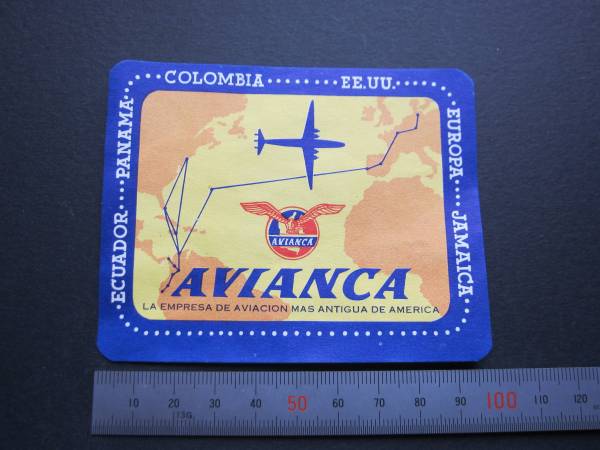 COLOMBIA EE.UU.
EUROPA JAMAICA
ECUADOR PANAMA
AVIANCA
AVIANCA
LA EMPRESA DE AVIACION MAS ANTIGUA DE AMERICA
10 20 30 40 50 60 70 80 90 100 110 120